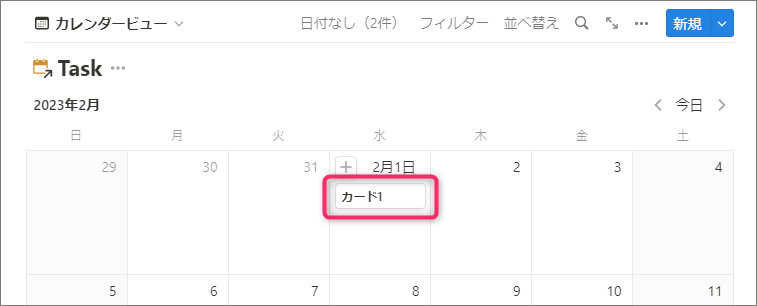 カレンダービュー 日付なし（2件） フィルター 並べ替え 新規
Task
2023年2月 今日
日 月 火 水 木 金 土
29 30 31 2月1日 2 3 4
カード1
5 6 7 8 9 10 11